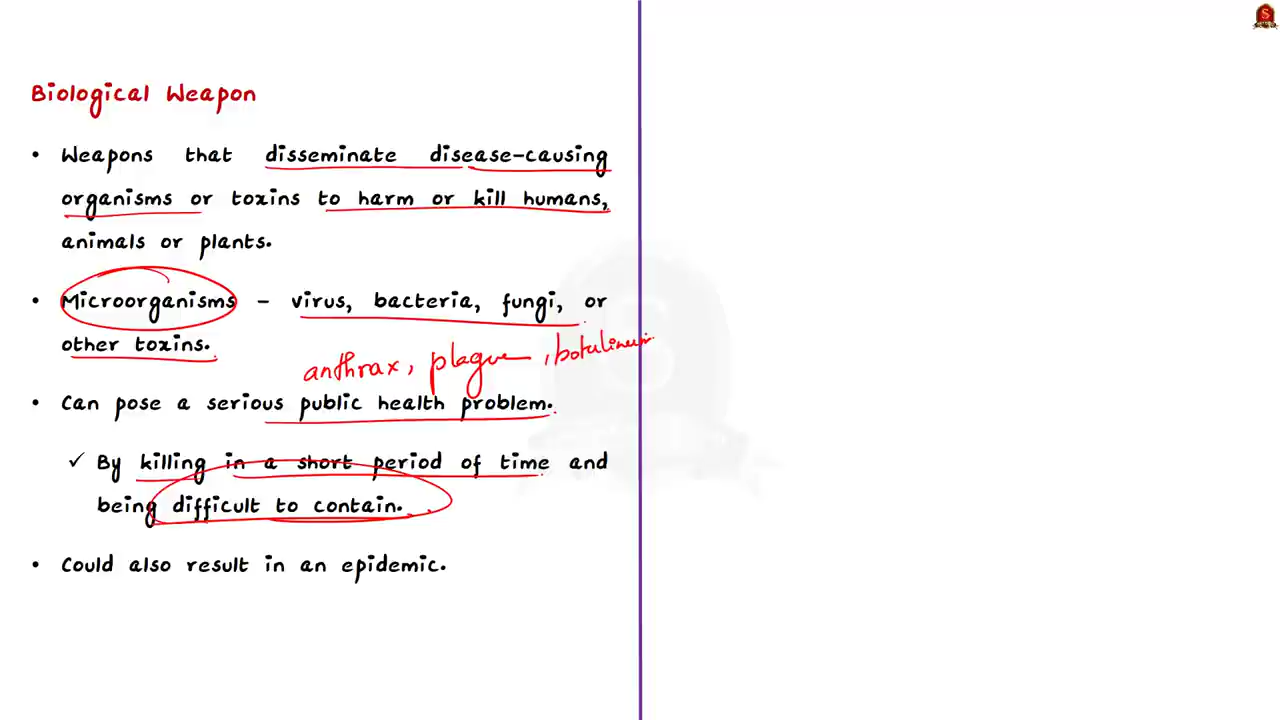 Biological Weapon
• Weapons that disseminate disease-causing
organisms or toxins to harm or kill humans,
animals or plants.
• Microorganisms – virus, bacteria, fungi, or
other toxins.
anthrax, plague, botulinum
• Can pose a serious public health problem.
✓ By killing in a short period of time and
being difficult to contain.
• Could also result in an epidemic.